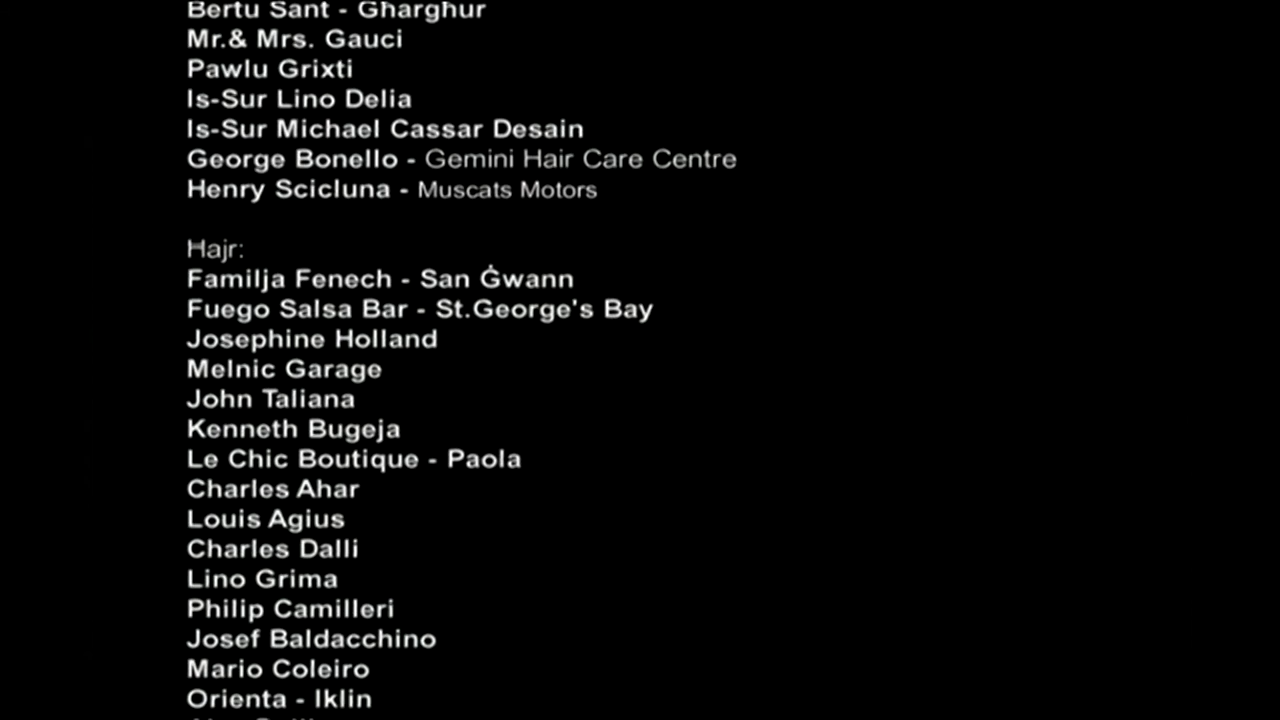 Bertu Sant - Għargħur
Mr.& Mrs. Gauci
Pawlu Grixti
Is-Sur Lino Delia
Is-Sur Michael Cassar Desain
George Bonello - Gemini Hair Care Centre
Henry Scicluna - Muscats Motors
Hajr:
Familja Fenech - San Ġwann
Fuego Salsa Bar - St.George's Bay
Josephine Holland
Melnic Garage
John Taliana
Kenneth Bugeja
Le Chic Boutique - Paola
Charles Ahar
Louis Agius
Charles Dalli
Lino Grima
Philip Camilleri
Josef Baldacchino
Mario Coleiro
Orienta - Iklin